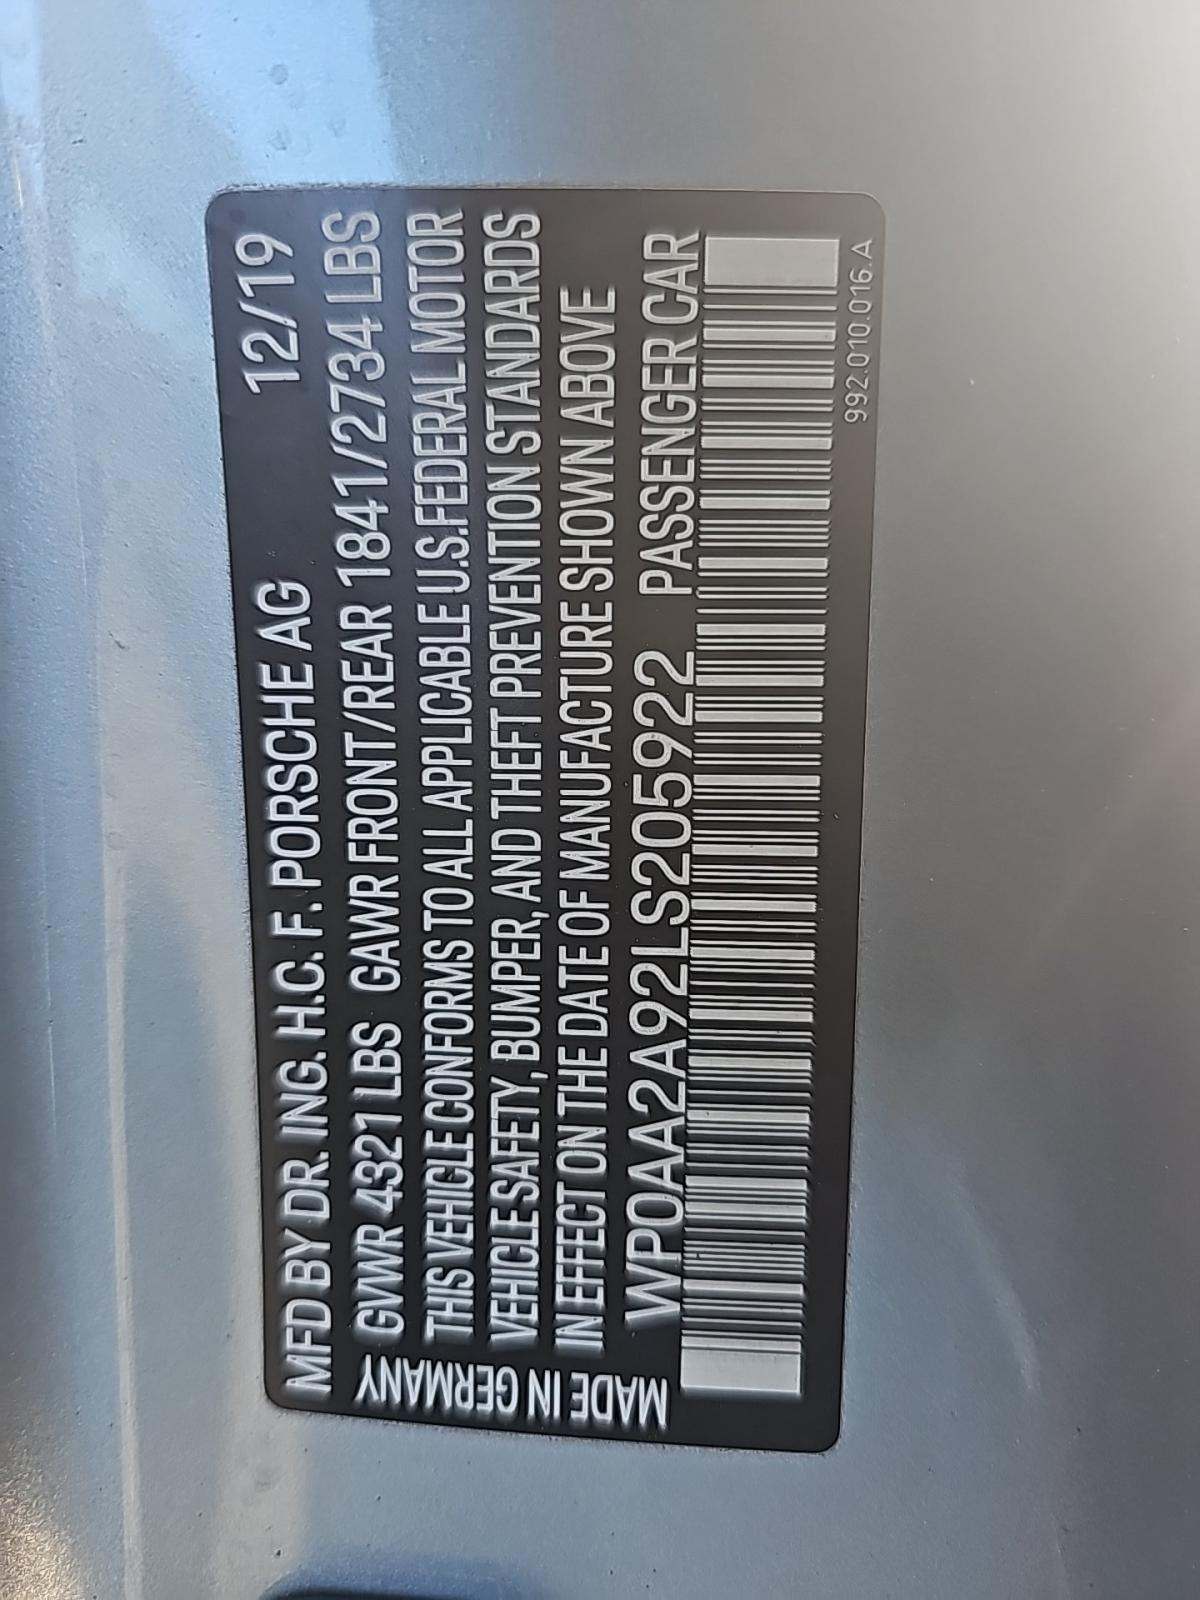 MFD BY DR. ING. H.C. F. PORSCHE AG 12/19
GVWR 4321 LBS GAWR FRONT/REAR 1841/2734 LBS
THIS VEHICLE CONFORMS TO ALL APPLICABLE U.S.FEDERAL MOTOR
VEHICLE SAFETY, BUMPER, AND THEFT PREVENTION STANDARDS
IN EFFECT ON THE DATE OF MANUFACTURE SHOWN ABOVE
WP0AA2A92LS205922 PASSENGER CAR
MADE IN GERMANY
992.010.016.A